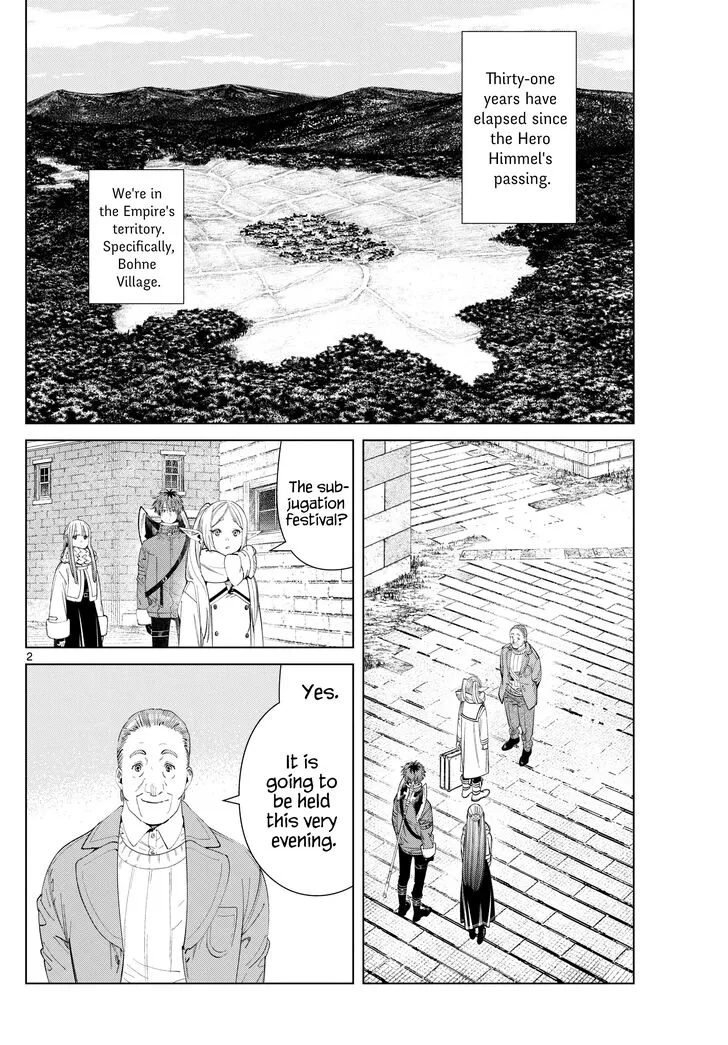 Thirty-one
years have
elapsed since
the Hero
Himmel's
passing.
We're in
the Empire's
territory.
Specifically,
Bohne
Village.
The sub-
jugation
festival?
2
Yes.
It is
going to
be held
this very
evening.